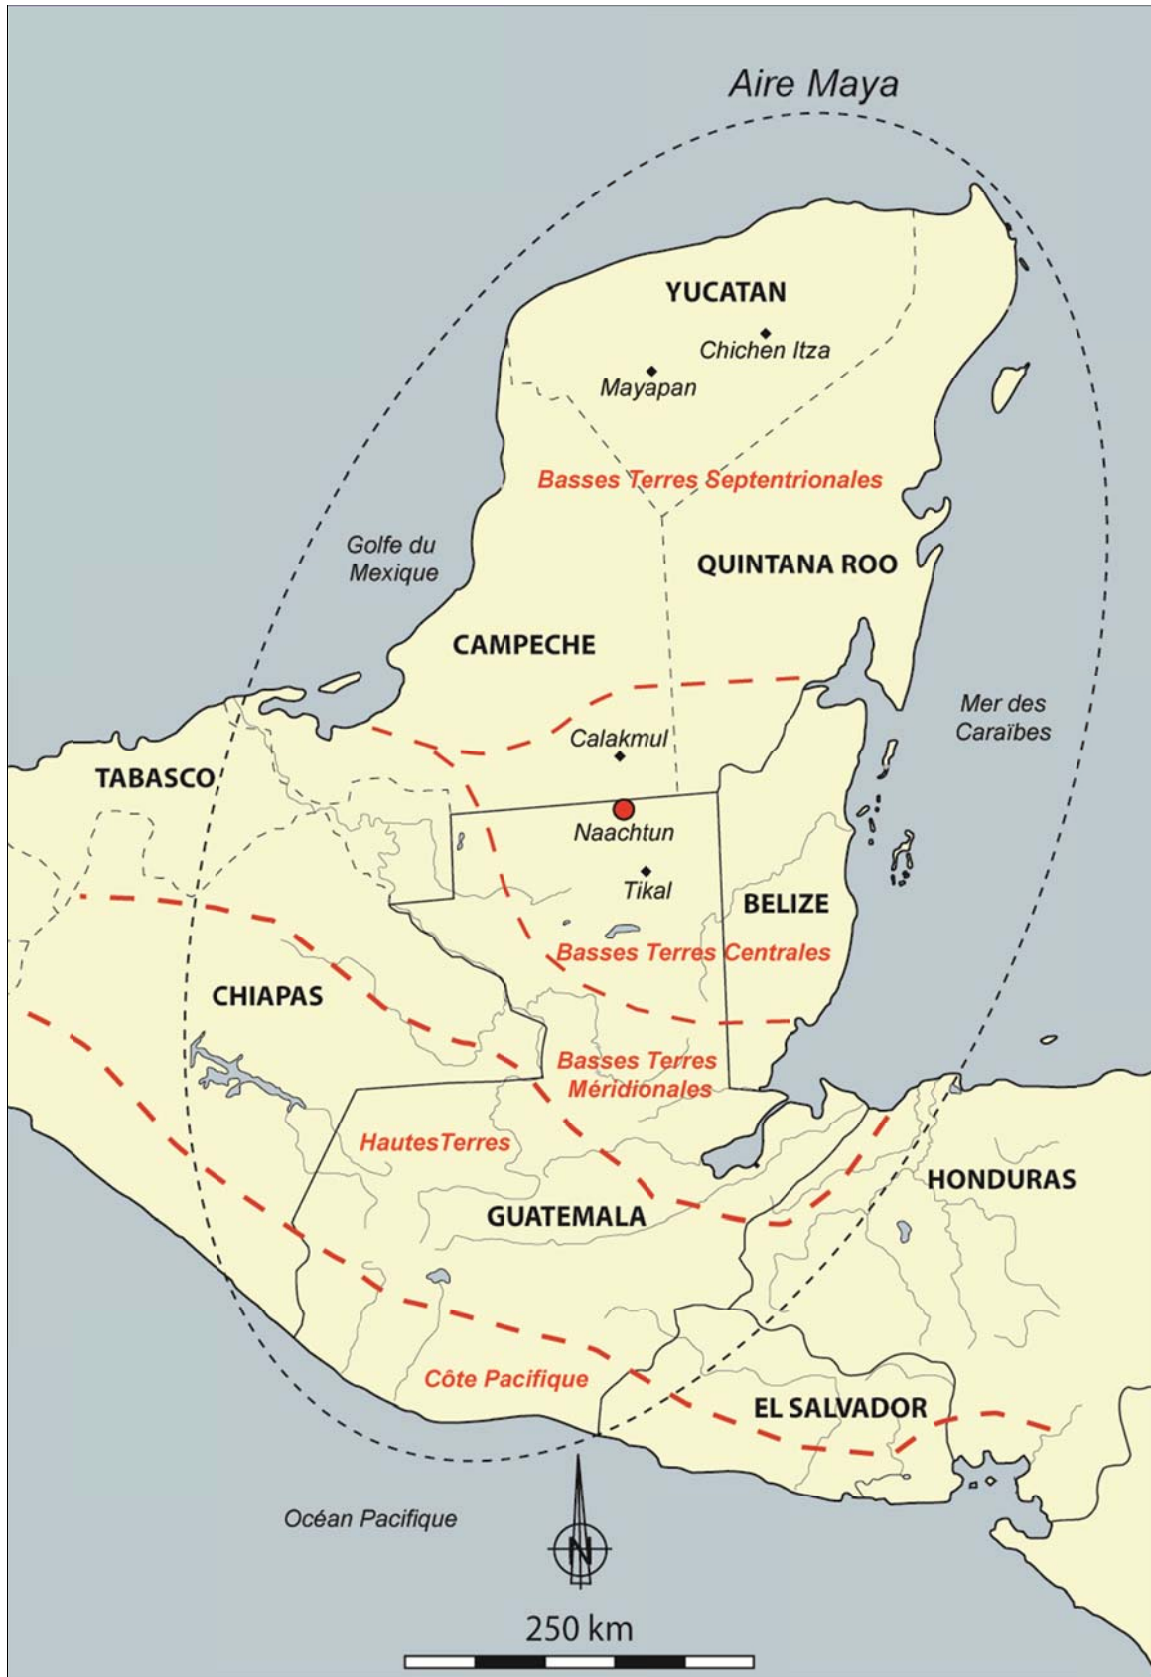 Aire Maya
YUCATAN
Chichen Itza
Mayapan
Basses Terres Septentrionales
Golfe du
Mexique
QUINTANA ROO
CAMPECHE
Mer des
Caraïbes
Calakmul
TABASCO
Naachtun
Tikal
BELIZE
Basses Terres Centrales
CHIAPAS
Basses Terres
Méridionales
HautesTerres
HONDURAS
GUATEMALA
Côte Pacifique
EL SALVADOR
Océan Pacifique
N
250 km